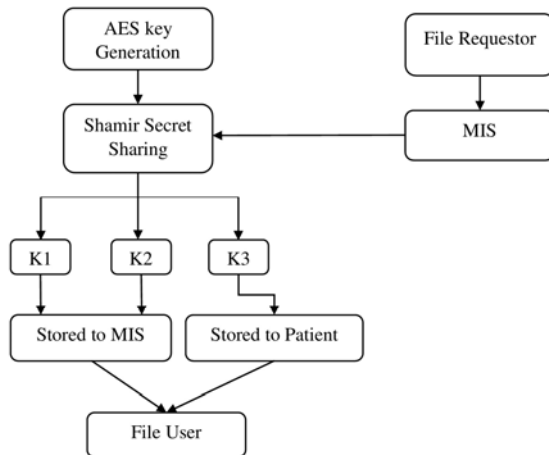 AES key
Generation
File Requestor
Shamir Secret
Sharing
MIS
K1
K2
K3
Stored to MIS
Stored to Patient
File User